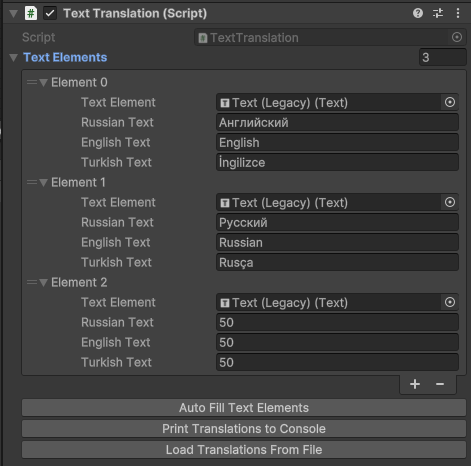 Text Translation (Script)
Script TextTranslation
Text Elements 3
Element 0
Text Element Text (Legacy) (Text)
Russian Text Английский
English Text English
Turkish Text İngilizce
Element 1
Text Element Text (Legacy) (Text)
Russian Text Русский
English Text Russian
Turkish Text Rusça
Element 2
Text Element Text (Legacy) (Text)
Russian Text 50
English Text 50
Turkish Text 50
Auto Fill Text Elements
Print Translations to Console
Load Translations From File